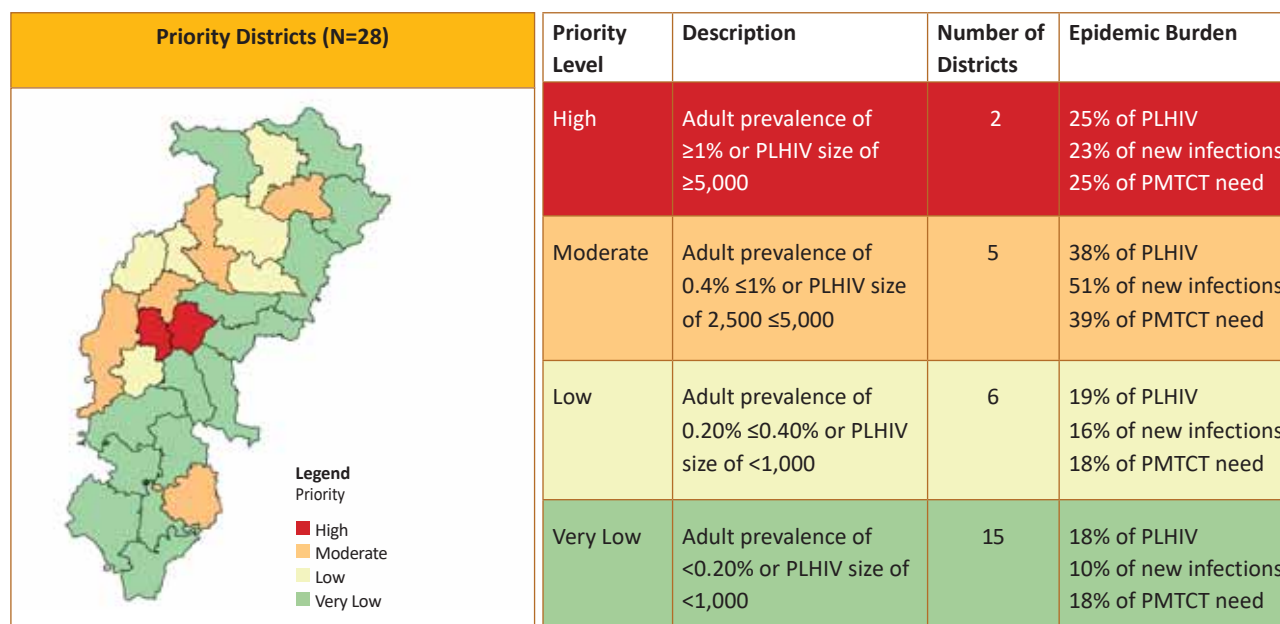 Priority Districts (N=28)
Legend
Priority
High
Moderate
Low
Very Low
Priority
Level
Description
Number of
Districts
Epidemic Burden
High
Adult prevalence of
≥1% or PLHIV size of
≥5,000
2
25% of PLHIV
23% of new infections
25% of PMTCT need
Moderate
Adult prevalence of
0.4% ≤1% or PLHIV size
of 2,500 ≤5,000
5
38% of PLHIV
51% of new infections
39% of PMTCT need
Low
Adult prevalence of
0.20% ≤0.40% or PLHIV
size of <1,000
6
19% of PLHIV
16% of new infections
18% of PMTCT need
Very Low
Adult prevalence of
<0.20% or PLHIV size of
<1,000
15
18% of PLHIV
10% of new infections
18% of PMTCT need